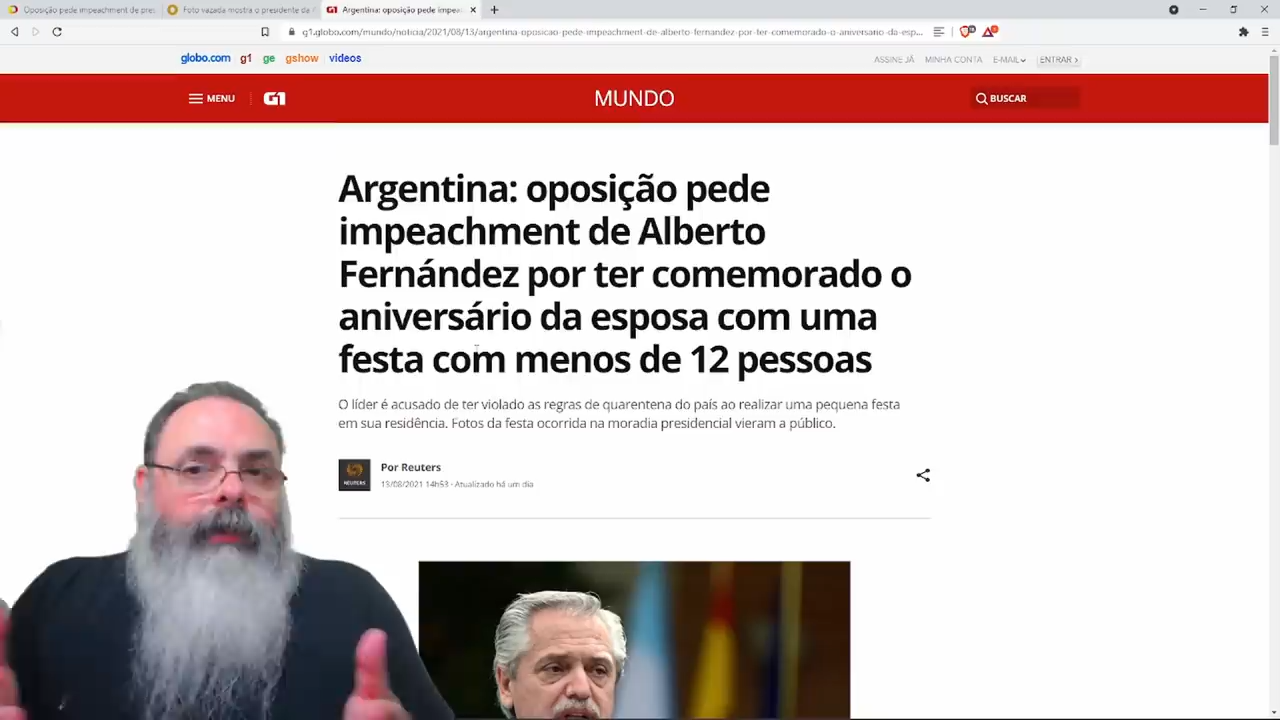 Oposição pede impeachment de pres
Foto vazada mostra o presidente da A
G1 Argentina: oposição pede impea
g1.globo.com/mundo/noticia/2021/08/13/argentina-oposicao-pede-impeachment-de-alberto-fernandez-por-ter-comemorado-o-aniversario-da-esp...
globo.com g1 ge gshow videos
ASSINE JÁ MINHA CONTA E-MAIL ENTRAR
MENU G1 MUNDO BUSCAR
Argentina: oposição pede
impeachment de Alberto
Fernández por ter comemorado o
aniversário da esposa com uma
festa com menos de 12 pessoas
O líder é acusado de ter violado as regras de quarentena do país ao realizar uma pequena festa
em sua residência. Fotos da festa ocorrida na moradia presidencial vieram a público.
Por Reuters
REUTERS
13/08/2021 14h53 · Atualizado há um dia